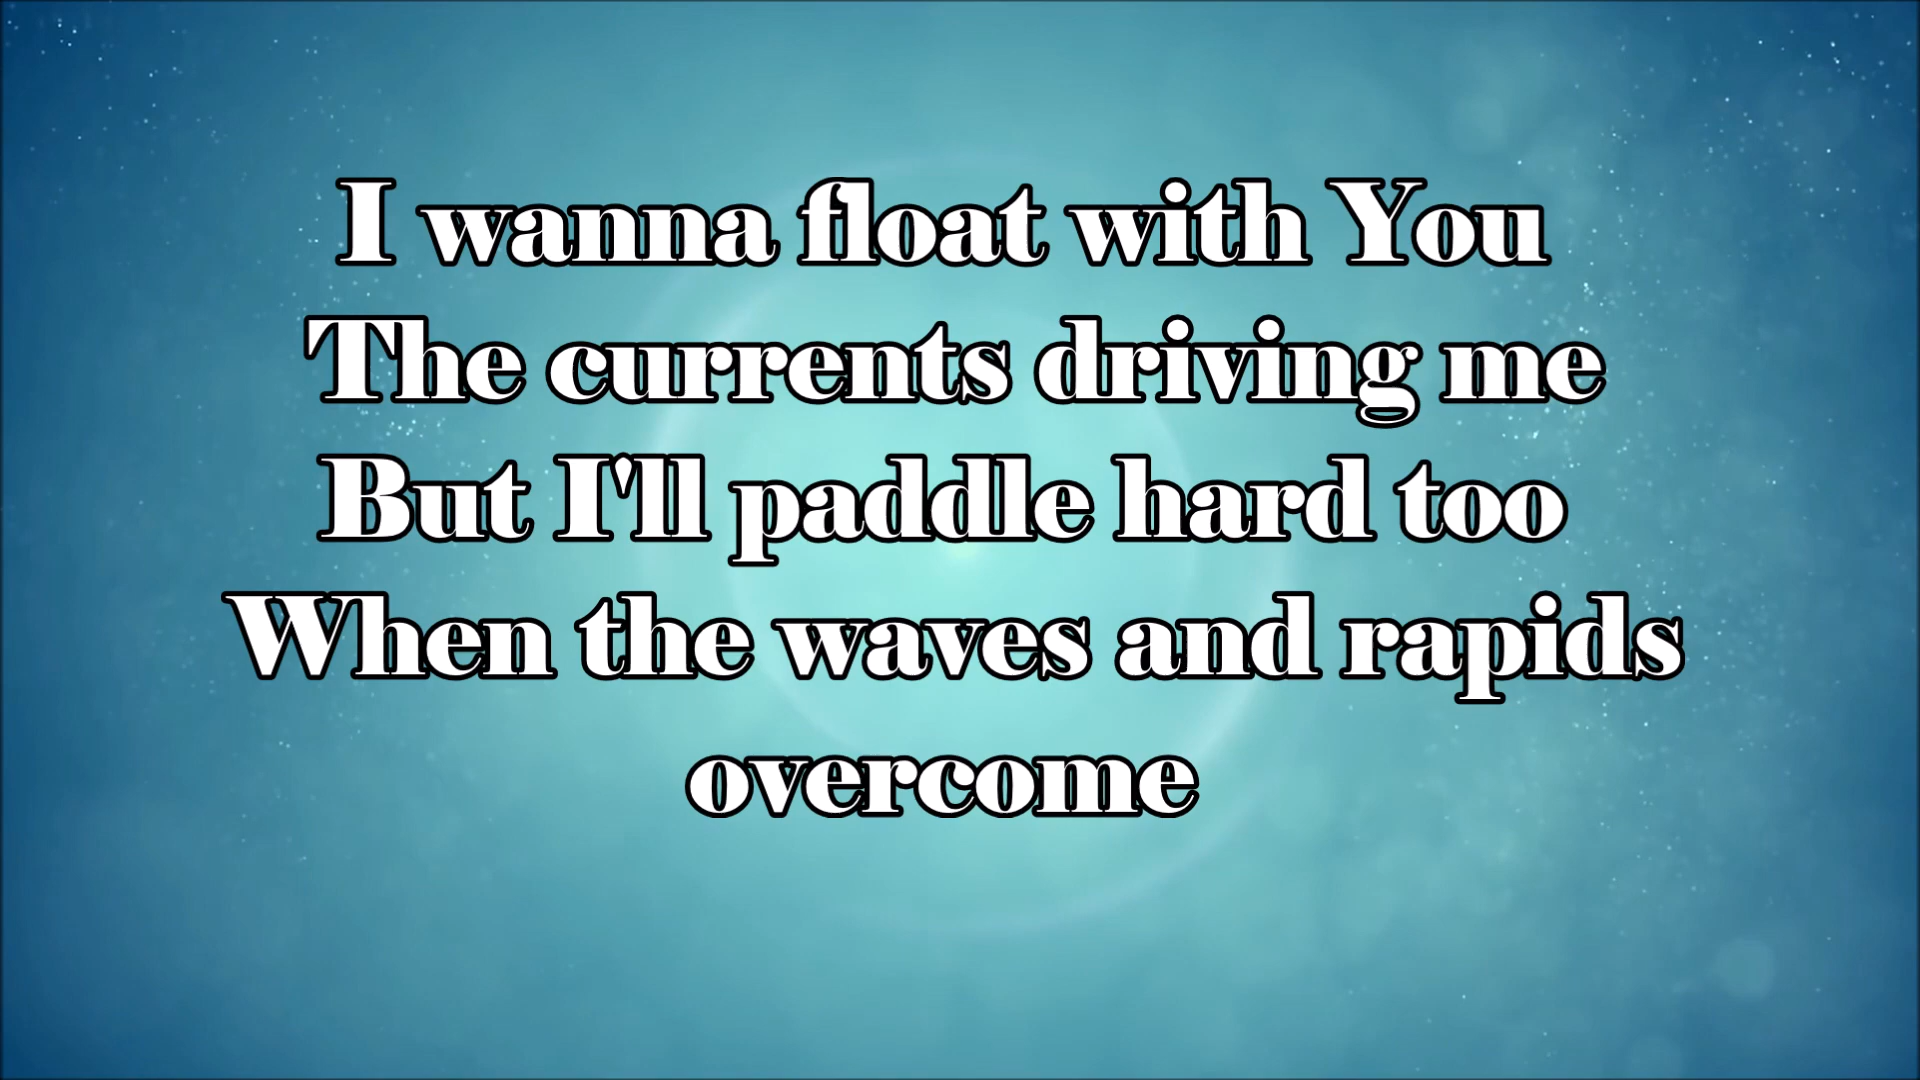 I wanna float with You
The currents driving me
But I'll paddle hard too
When the waves and rapids
overcome